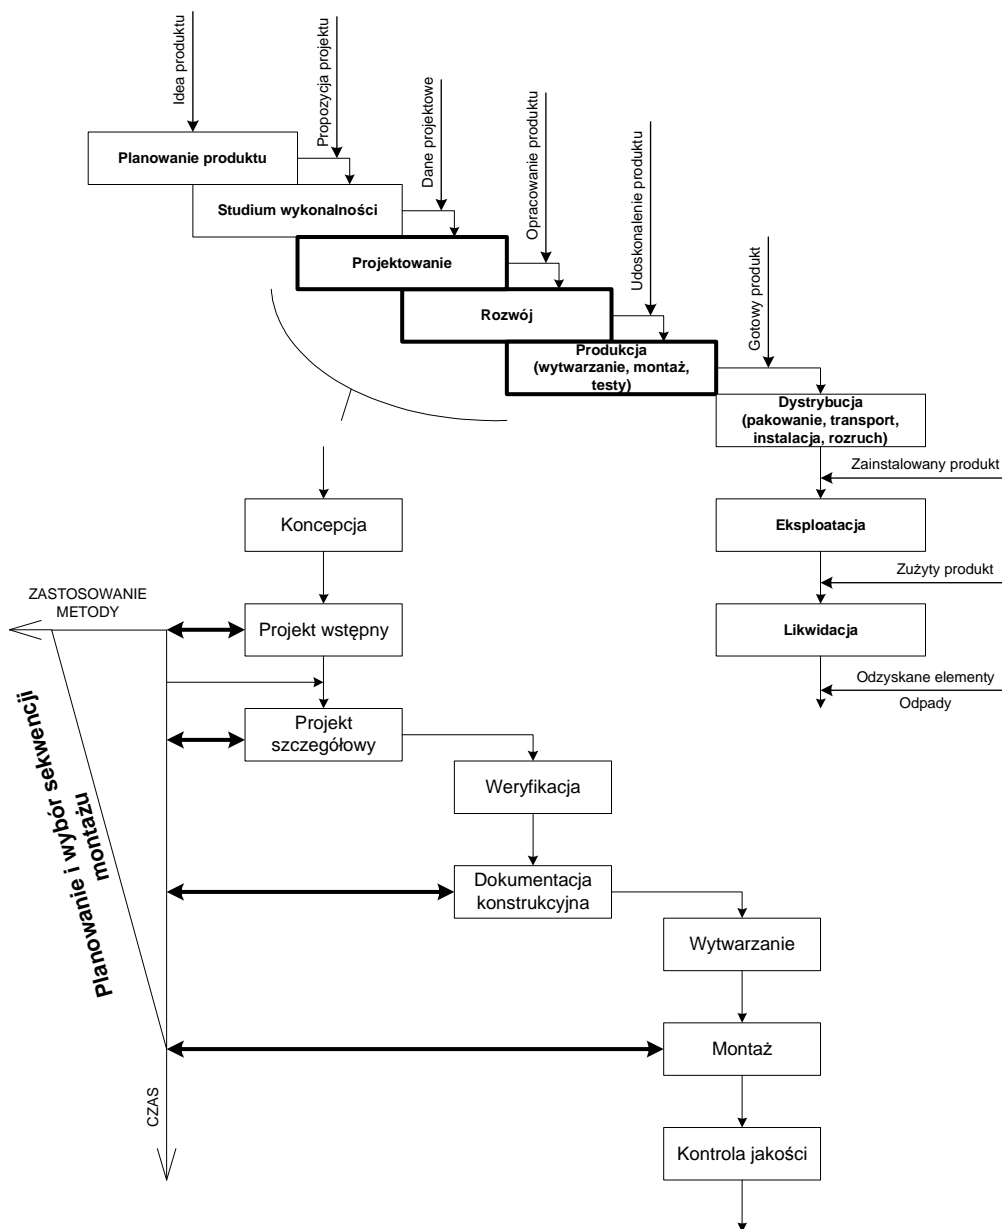 Idea produktu
Propozycja projektu
Dane projektowe
Opracowanie produktu
Udoskonalenie produktu
Gotowy produkt
Planowanie produktu
Studium wykonalności
Projektowanie
Rozwój
Produkcja
(wytwarzanie, montaż,
testy)
Dystrybucja
(pakowanie, transport,
instalacja, rozruch)
Zainstalowany produkt
Eksploatacja
Zużyty produkt
Likwidacja
Odzyskane elementy
Odpady
Koncepcja
ZASTOSOWANIE
METODY
Projekt wstępny
Projekt
szczegółowy
Weryfikacja
Planowanie i wybór sekwencji
montażu
Dokumentacja
konstrukcyjna
Wytwarzanie
Montaż
CZAS
Kontrola jakości